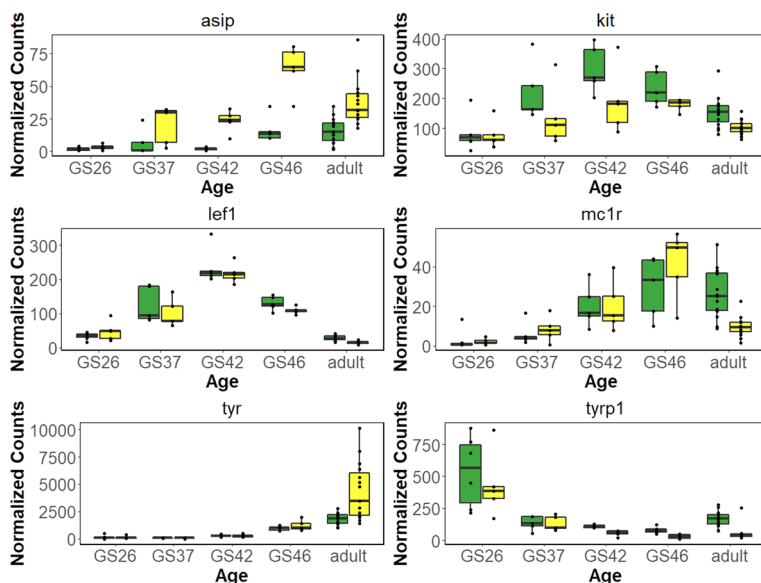 asip
Normalized Counts
75
50
25
0
GS26 GS37 GS42 GS46 adult
Age
kit
Normalized Counts
400
300
200
100
GS26 GS37 GS42 GS46 adult
Age
lef1
Normalized Counts
300
200
100
0
GS26 GS37 GS42 GS46 adult
Age
mc1r
Normalized Counts
40
20
0
GS26 GS37 GS42 GS46 adult
Age
tyr
Normalized Counts
10000
7500
5000
2500
0
GS26 GS37 GS42 GS46 adult
Age
tyrp1
Normalized Counts
750
500
250
0
GS26 GS37 GS42 GS46 adult
Age